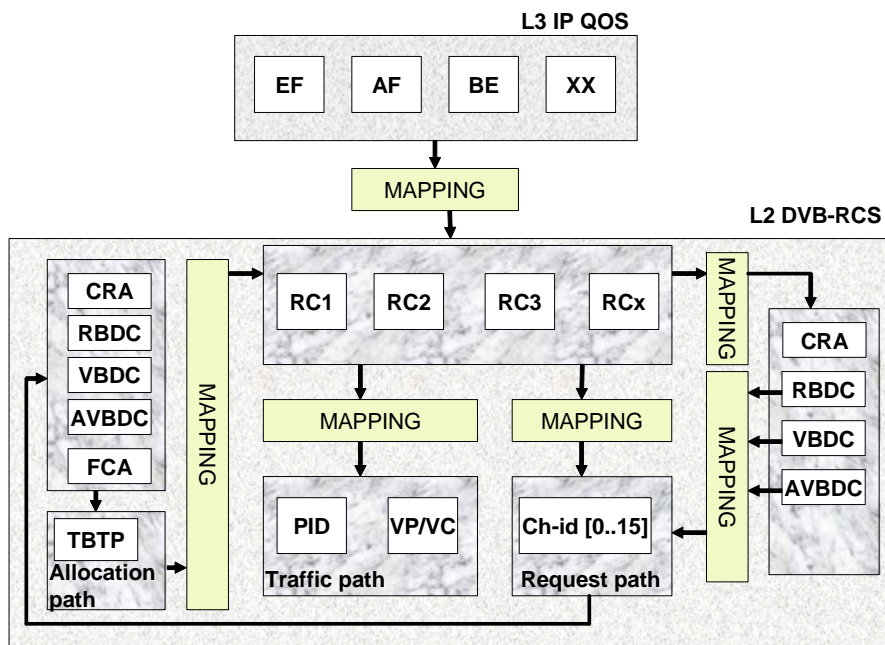 L3 IP QOS
EF AF BE XX
MAPPING
L2 DVB-RCS
CRA
RBDC
VBDC
AVBDC
FCA
TBTP
Allocation
path
MAPPING
RC1 RC2 RC3 RCx
MAPPING
MAPPING
PID VP/VC
Traffic path
Ch-id [0..15]
Request path
MAPPING
MAPPING
CRA
RBDC
VBDC
AVBDC